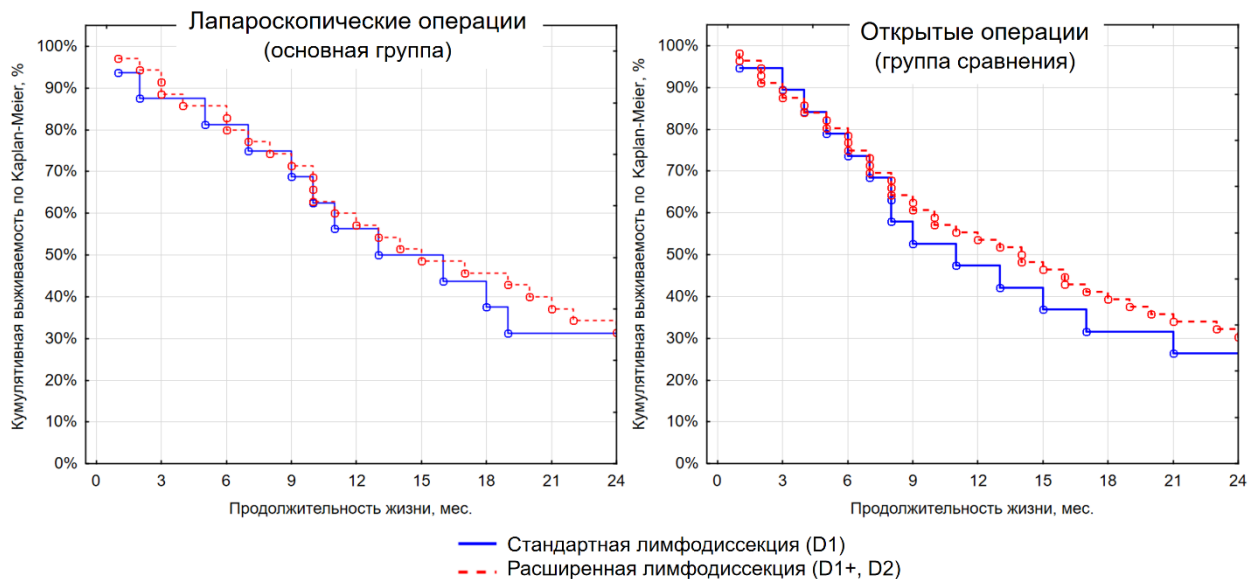 Лапароскопические операции
(основная группа)
Кумулятивная выживаемость по Kaplan-Meier, %
100%
90%
80%
70%
60%
50%
40%
30%
20%
10%
0%
0 3 6 9 12 15 18 21 24
Продолжительность жизни, мес.
Открытые операции
(группа сравнения)
Кумулятивная выживаемость по Kaplan-Meier, %
100%
90%
80%
70%
60%
50%
40%
30%
20%
10%
0%
0 3 6 9 12 15 18 21 24
Продолжительность жизни, мес.
Стандартная лимфодиссекция (D1)
Расширенная лимфодиссекция (D1+, D2)